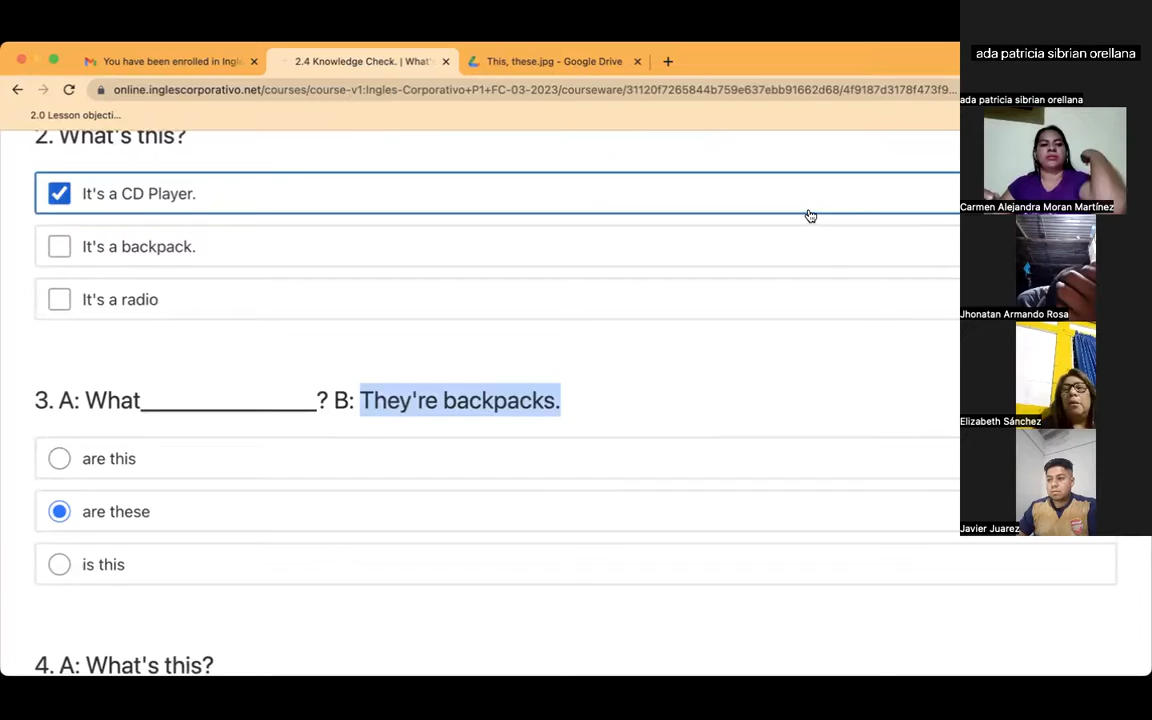 ada patricia sibrian orellana
You have been enrolled in Ingl
2.4 Knowledge Check. | What'
This, these.jpg - Google Drive
online.inglescorporativo.net/courses/course-v1:Ingles-Corporativo+P1+FC-03-2023/courseware/31120f7265844b759e637ebb91662d68/4f9187d3178f473f9...
2.0 Lesson objecti...
ada patricia sibrian orellana
2. What's this?
It's a CD Player.
Carmen Alejandra Moran Martínez
It's a backpack.
It's a radio
Jhonatan Armando Rosa
3. A: What______________? B: They're backpacks.
Elizabeth Sánchez
are this
are these
Javier Juarez
is this
4. A: What's this?